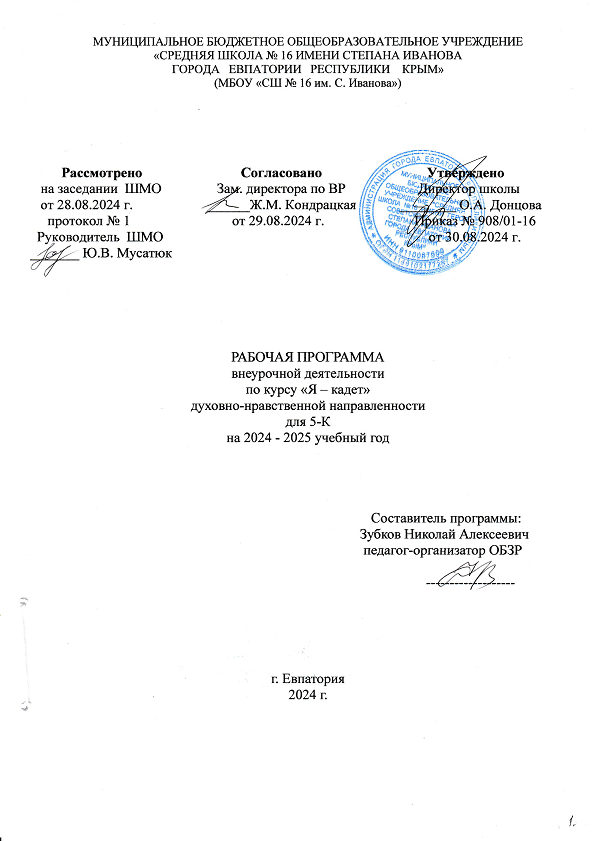 МУНИЦИПАЛЬНОЕ БЮДЖЕТНОЕ ОБЩЕОБРАЗОВАТЕЛЬНОЕ УЧРЕЖДЕНИЕ
«СРЕДНЯЯ ШКОЛА № 16 ИМЕНИ СТЕПАНА ИВАНОВА
ГОРОДА ЕВПАТОРИИ РЕСПУБЛИКИ КРЫМ»
(МБОУ «СШ № 16 им. С. Иванова»)
Рассмотрено
на заседании ШМО
от 28.08.2024 г.
протокол № 1
Руководитель ШМО
Ю.В. Мусатюк
Согласовано
Зам. директора по ВР
Ж.М. Кондрацкая
от 29.08.2024 г.
Утверждено
Директор школы
О.А. Донцова
Приказ № 908/01-16
от 30.08.2024 г.
РАБОЧАЯ ПРОГРАММА
внеурочной деятельности
по курсу «Я – кадет»
духовно-нравственной направленности
для 5-К
на 2024 - 2025 учебный год
Составитель программы:
Зубков Николай Алексеевич
педагог-организатор ОБЗР
г. Евпатория
2024 г.
1.